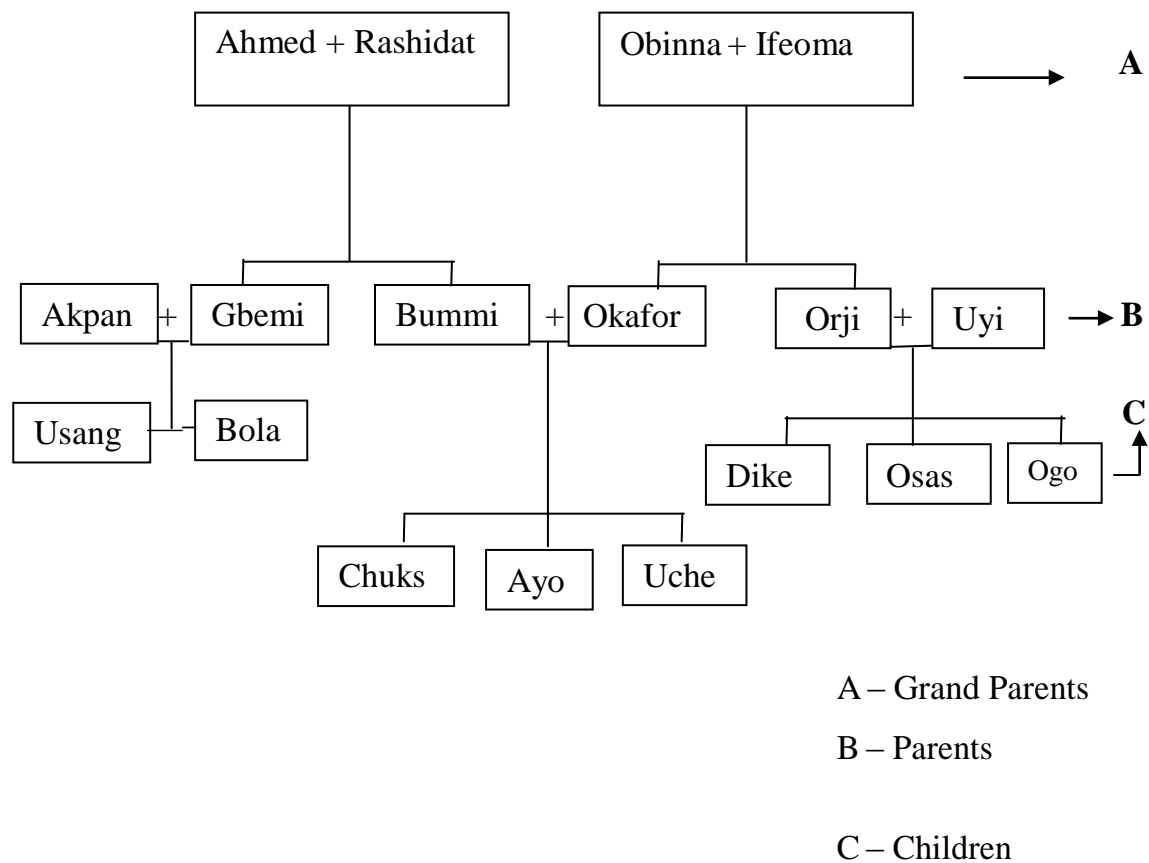 Ahmed + Rashidat
Obinna + Ifeoma
A
Akpan + Gbemi
Bummi + Okafor
Orji + Uyi
B
Usang
Bola
C
Dike
Osas
Ogo
Chuks
Ayo
Uche
A – Grand Parents
B – Parents
C – Children